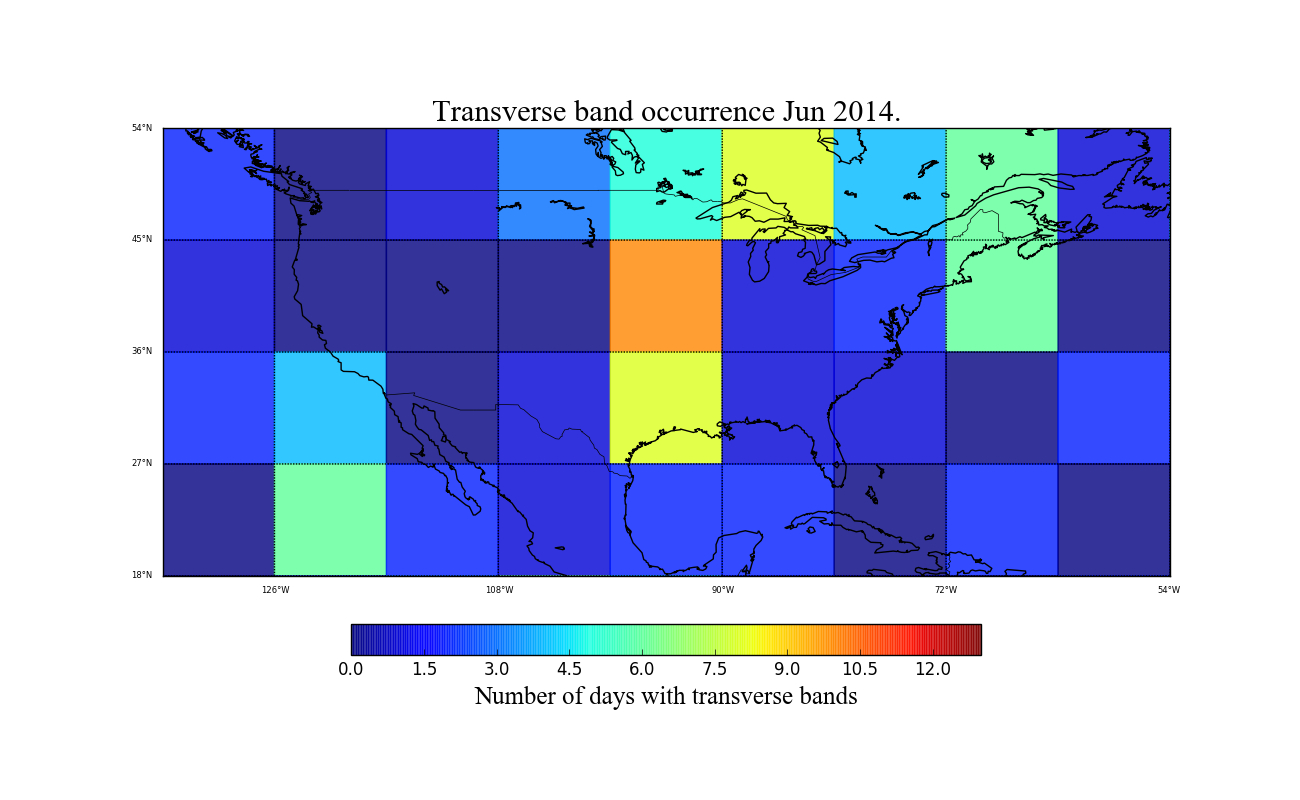 Transverse band occurrence Jun 2014.
54°N
45°N
36°N
27°N
18°N
126°W 108°W 90°W 72°W 54°W
0.0 1.5 3.0 4.5 6.0 7.5 9.0 10.5 12.0
Number of days with transverse bands